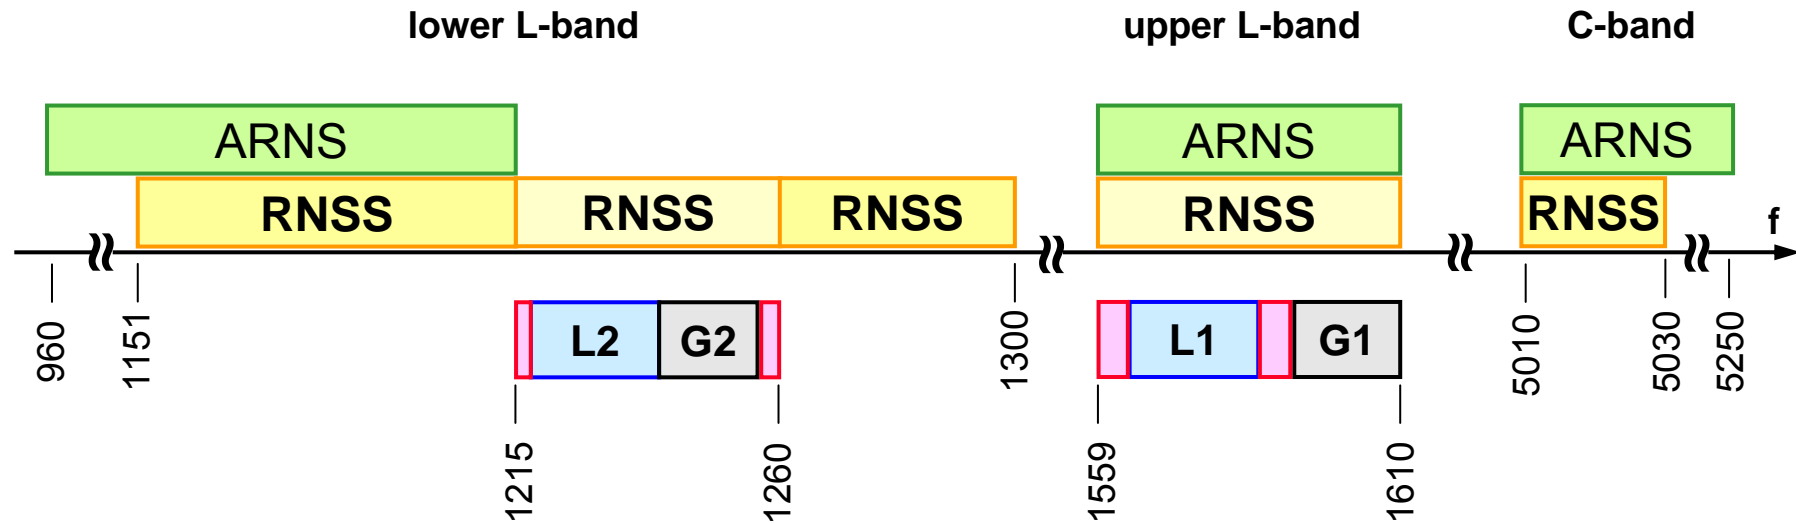 lower L-band upper L-band C-band
ARNS ARNS ARNS
RNSS RNSS RNSS RNSS RNSS
f
L2 G2 L1 G1
960 1151 1300 5010 5030 5250
1215 1260 1559 1610